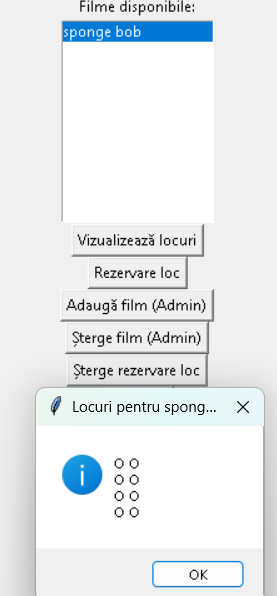 Filme disponibile:
sponge bob
Vizualizează locuri
Rezervare loc
Adaugă film (Admin)
Șterge film (Admin)
Șterge rezervare loc
Locuri pentru spong...
O O
O O
O O
O O
OK